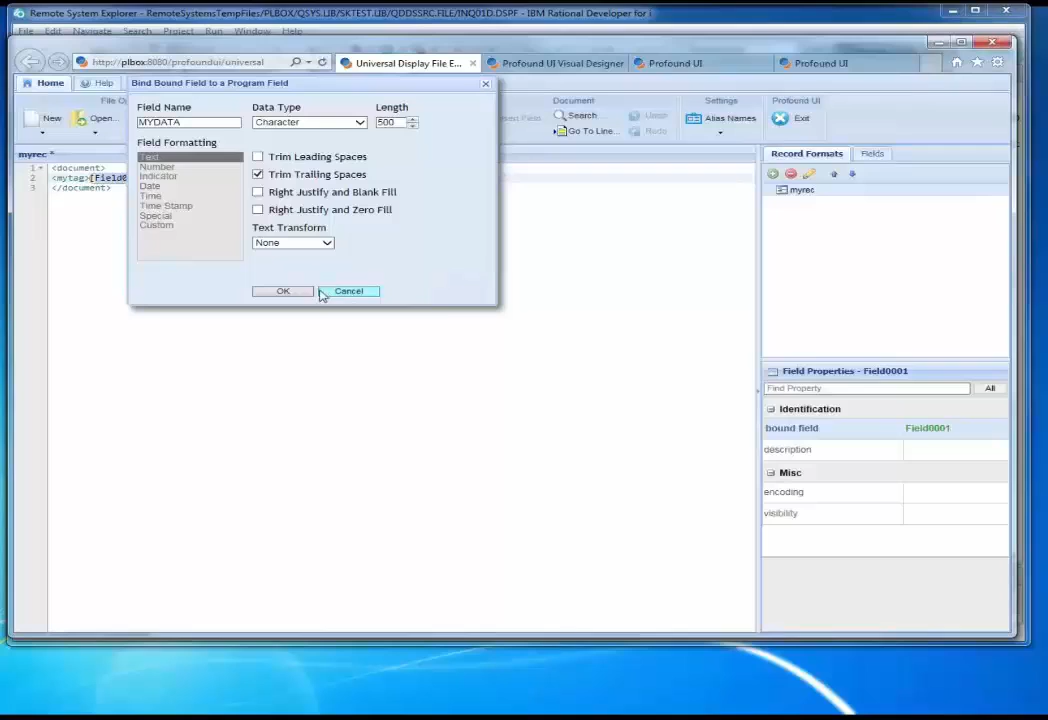 Remote System Explorer - RemoteSystemsTempFiles/PLBOX/QSYS.LIB/SKTEST.LIB/QDDSSRC.FILE/INQ01D.DSPF - IBM Rational Developer for i
File Edit Navigate Search Project Run Window Help
http://plbox:8080/profoundui/universal
Universal Display File E...
Profound UI Visual Designer
Profound UI
Profound UI
Home
Help
Bind Bound Field to a Program Field
File Op
Document
Settings
Profound UI
New
Open...
Search...
Undo
Go To Line...
Redo
Alias Names
Exit
Field Name
Data Type
Length
MYDATA
Character
500
Field Formatting
Text
Number
Indicator
Date
Time
Time Stamp
Special
Custom
Trim Leading Spaces
Trim Trailing Spaces
Right Justify and Blank Fill
Right Justify and Zero Fill
Text Transform
None
OK
Cancel
myrec *
1 <document>
2 <mytag>{Field0
3 </document>
Record Formats
Fields
myrec
Field Properties - Field0001
Find Property
All
Identification
bound field Field0001
description
Misc
encoding
visibility